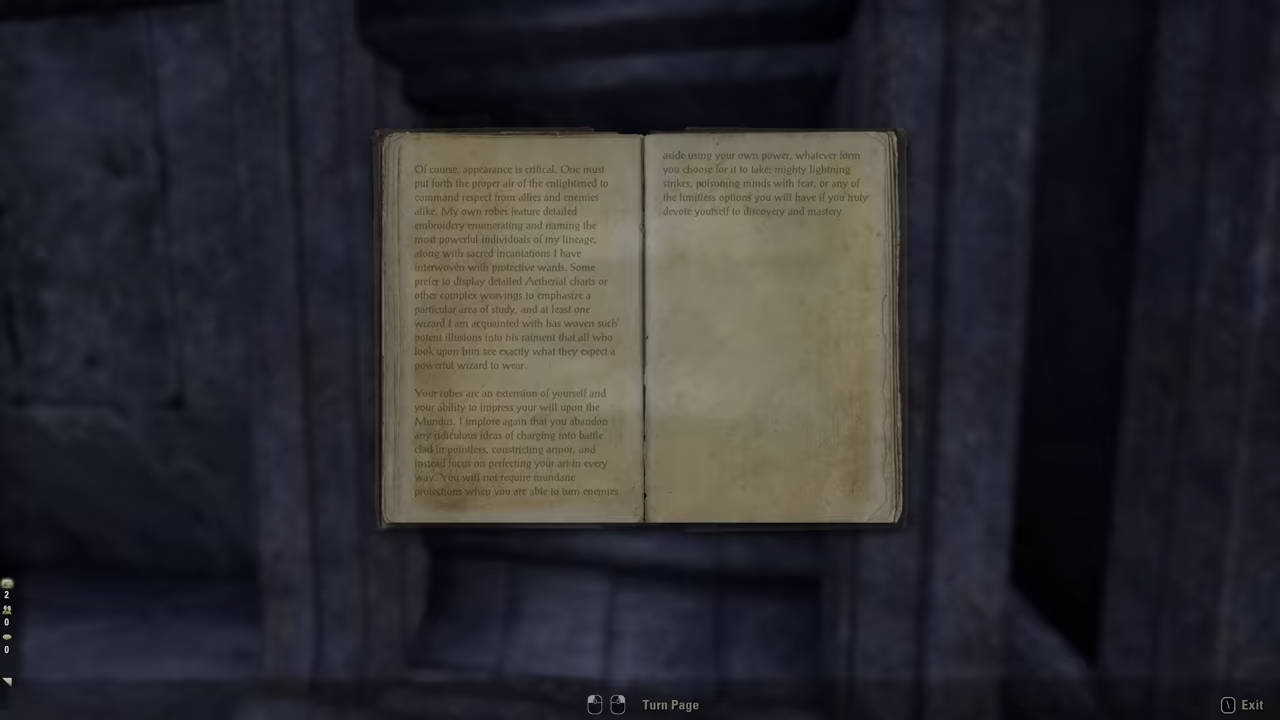 Of course, appearance is critical. One must
put forth the proper air of the enlightened to
command respect from allies and enemies
alike. My own robes feature detailed
embroidery enumerating and naming the
most powerful individuals of my lineage,
along with sacred incantations I have
interwoven with protective wards. Some
prefer to display detailed Aetherial charts or
other complex weavings to emphasize a
particular area of study, and at least one
wizard I am acquainted with has woven such
potent illusions into his raiment that all who
look upon him see exactly what they expect a
powerful wizard to wear.
Your robes are an extension of yourself and
your ability to impress your will upon the
Mundus. I implore again that you abandon
any ridiculous ideas of charging into battle
clad in pointless, constricting armor, and
instead focus on perfecting your art in every
way. You will not require mundane
protections when you are able to turn enemies
aside using your own power, whatever form
you choose for it to take: mighty lightning
strikes, poisoning minds with fear, or any of
the limitless options you will have if you truly
devote yourself to discovery and mastery.
2
0
0
Turn Page
\ Exit